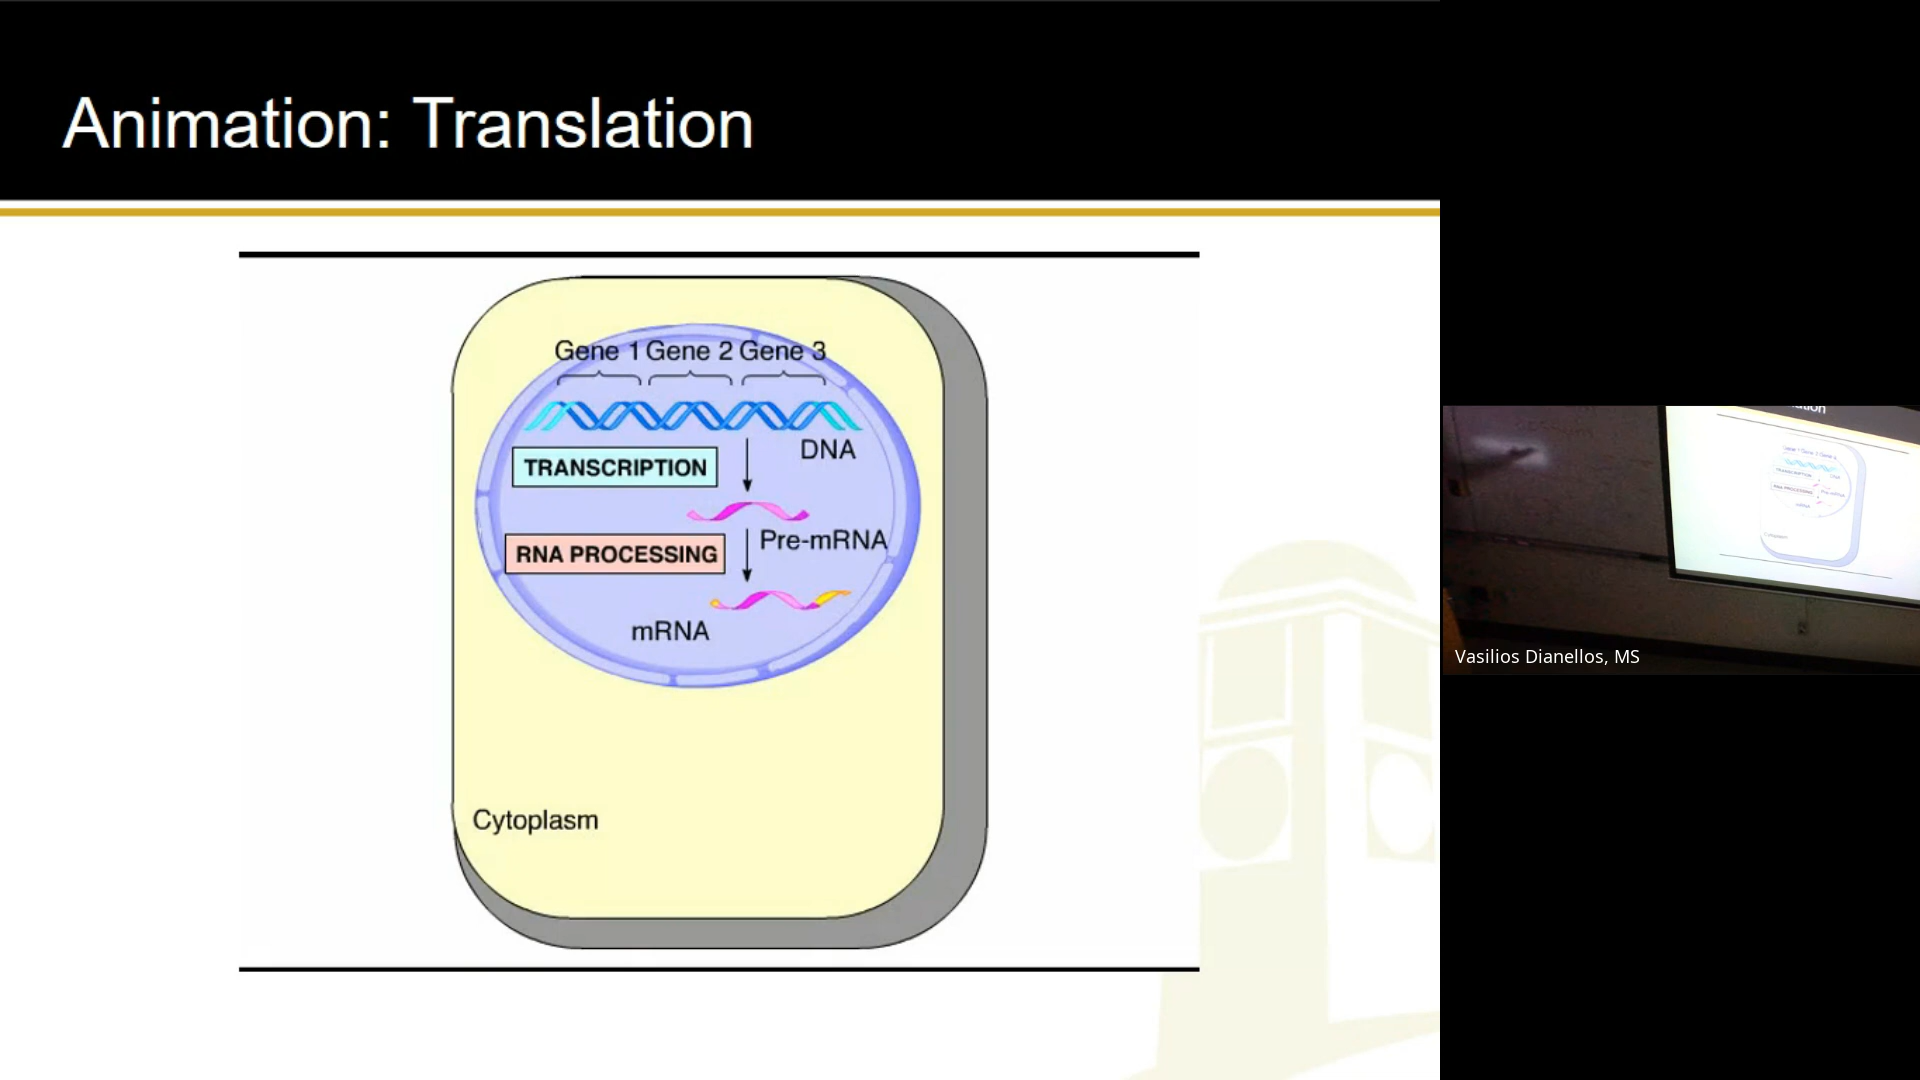 Animation: Translation
Gene 1 Gene 2 Gene 3
DNA
TRANSCRIPTION
Pre-mRNA
RNA PROCESSING
mRNA
Cytoplasm
Vasilios Dianellos, MS